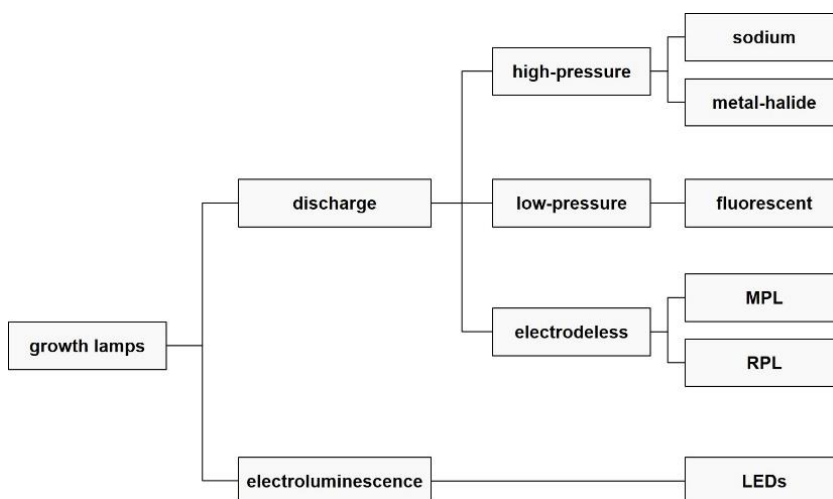 sodium
high-pressure
metal-halide
discharge
low-pressure
fluorescent
MPL
electrodeless
growth lamps
RPL
electroluminescence
LEDs